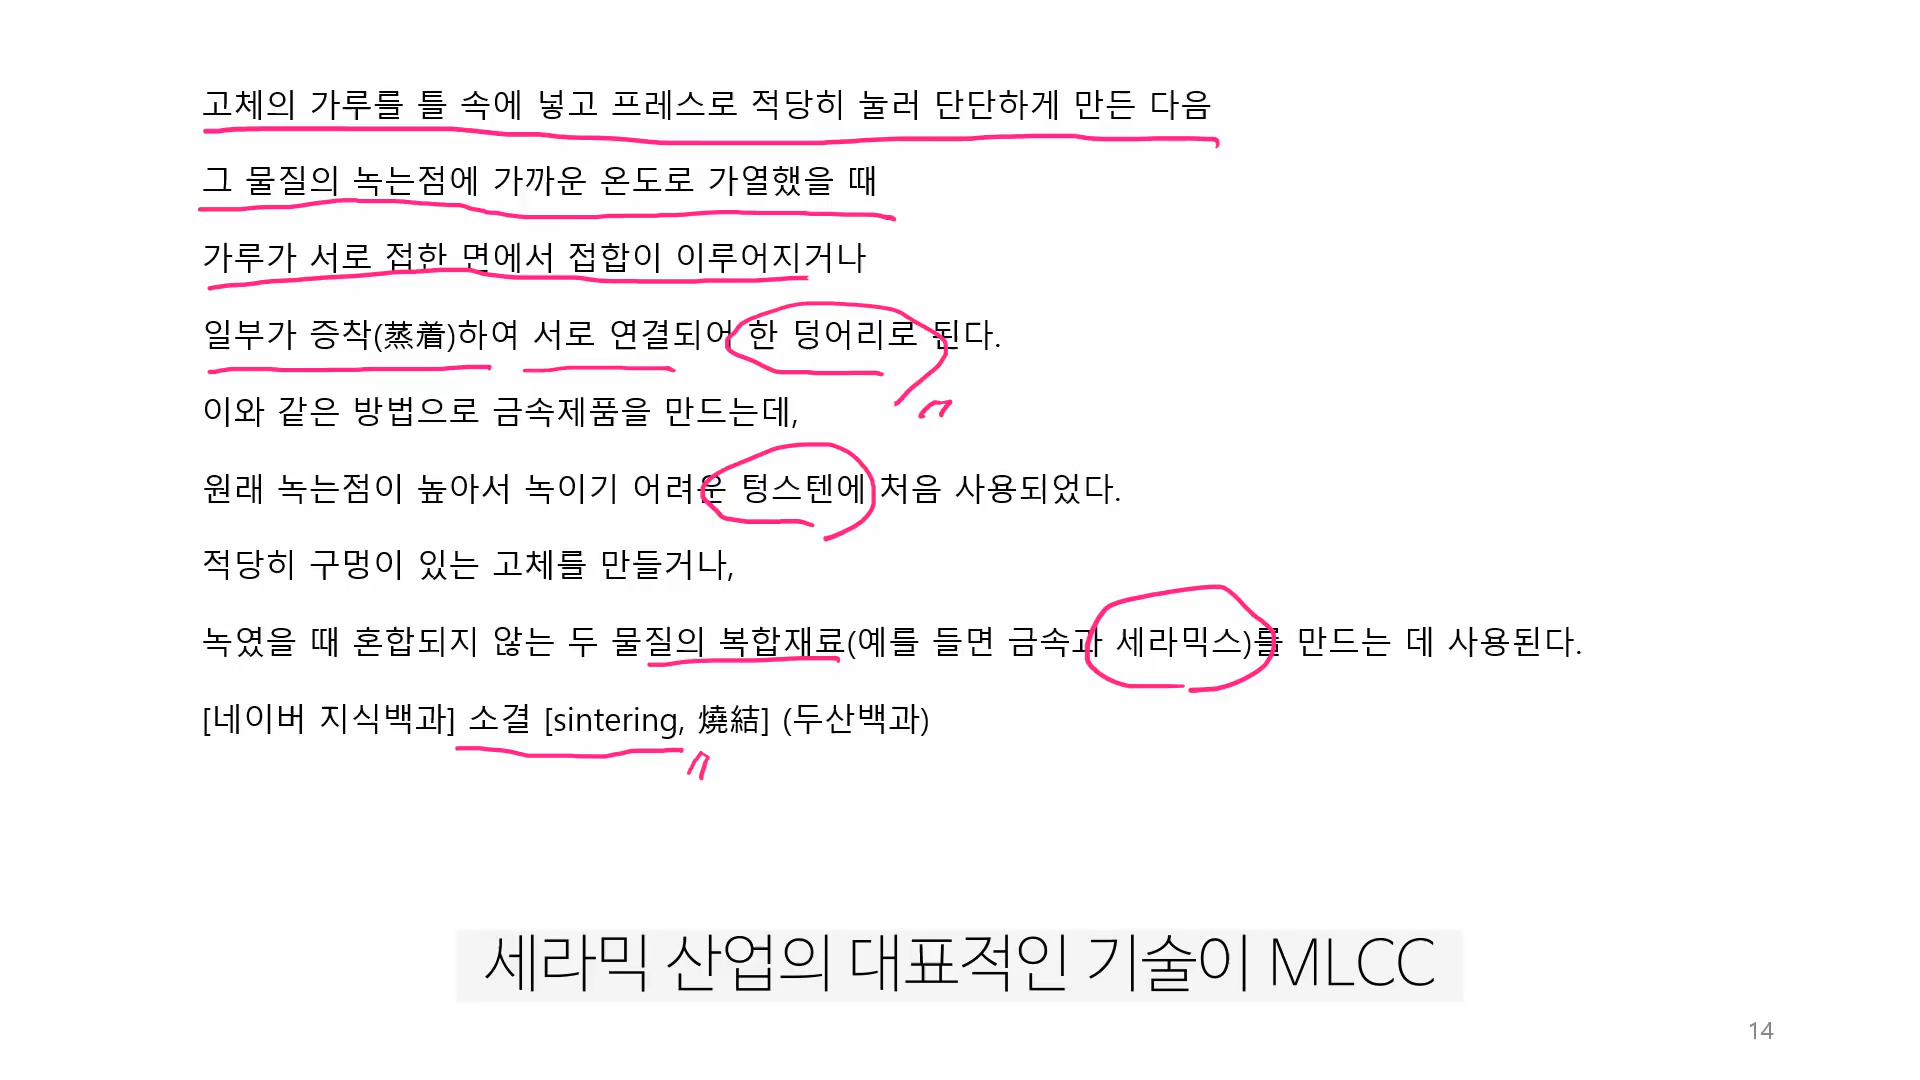 고체의 가루를 틀 속에 넣고 프레스로 적당히 눌러 단단하게 만든 다음
그 물질의 녹는점에 가까운 온도로 가열했을 때
가루가 서로 접한 면에서 접합이 이루어지거나
일부가 증착(蒸着)하여 서로 연결되어 한 덩어리로 된다.
이와 같은 방법으로 금속제품을 만드는데,
원래 녹는점이 높아서 녹이기 어려운 텅스텐에 처음 사용되었다.
적당히 구멍이 있는 고체를 만들거나,
녹였을 때 혼합되지 않는 두 물질의 복합재료(예를 들면 금속과 세라믹스)를 만드는 데 사용된다.
[네이버 지식백과] 소결 [sintering, 燒結] (두산백과)
세라믹 산업의 대표적인 기술이 MLCC
14